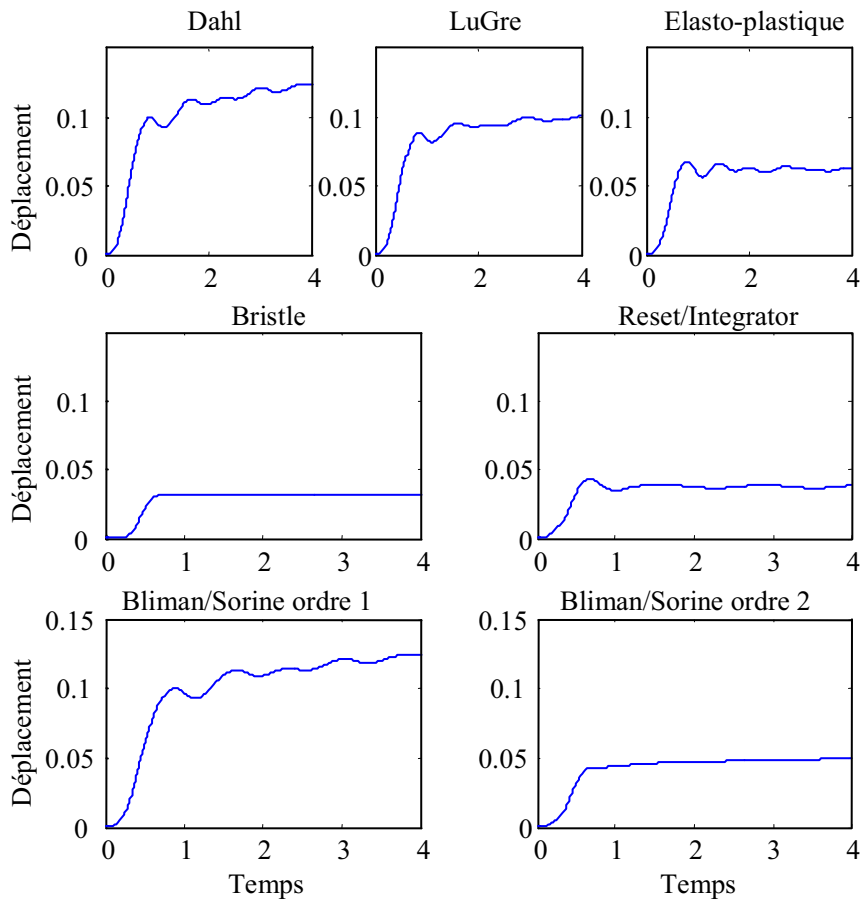 Dahl
LuGre
Elasto-plastique
Déplacement
0.1
0.05
0
0 2 4
0.1
0.05
0
0 2 4
0.1
0.05
0
0 2 4
Bristle
Reset/Integrator
Déplacement
0.1
0.05
0
0 1 2 3 4
0.1
0.05
0
0 1 2 3 4
Bliman/Sorine ordre 1
Bliman/Sorine ordre 2
Déplacement
0.15
0.1
0.05
0
0 1 2 3 4
Temps
0.15
0.1
0.05
0
0 1 2 3 4
Temps